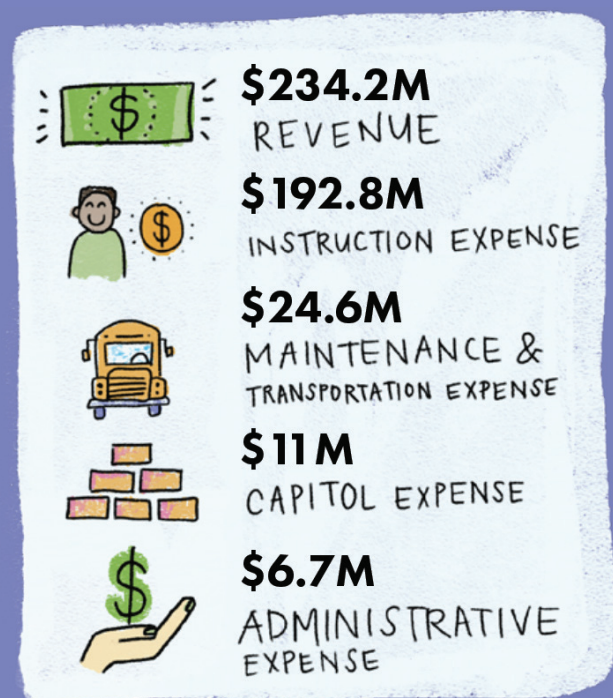 $234.2M
REVENUE
$192.8M
INSTRUCTION EXPENSE
$24.6M
MAINTENANCE &
TRANSPORTATION EXPENSE
$11M
CAPITOL EXPENSE
$6.7M
ADMINISTRATIVE
EXPENSE